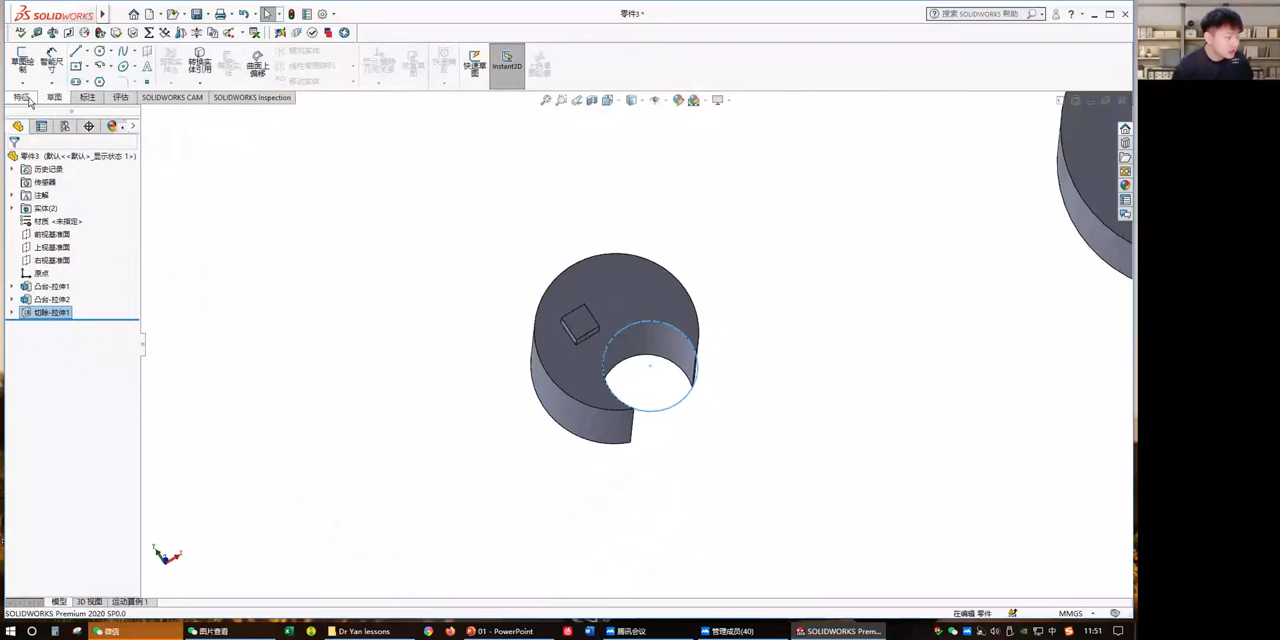 SOLIDWORKS
零件3 *
搜索 SOLIDWORKS 帮助
草图绘制
智能尺寸
转换实体引用
曲面上偏移
快速草图
Instant2D
特征
草图
标注
评估
SOLIDWORKS CAM
SOLIDWORKS Inspection
零件3 (默认<<默认>_显示状态 1>)
历史记录
传感器
注解
实体(2)
材质 <未指定>
前视基准面
上视基准面
右视基准面
原点
凸台-拉伸1
凸台-拉伸2
切除-拉伸1
模型
3D 视图
运动算例 1
SOLIDWORKS Premium 2020 SP0.0
在编辑 零件
MMGS
微信
图片查看
Dr Yan lessons
01 - PowerPoint
腾讯会议
管理成员(40)
SOLIDWORKS Prem...
中
11:51